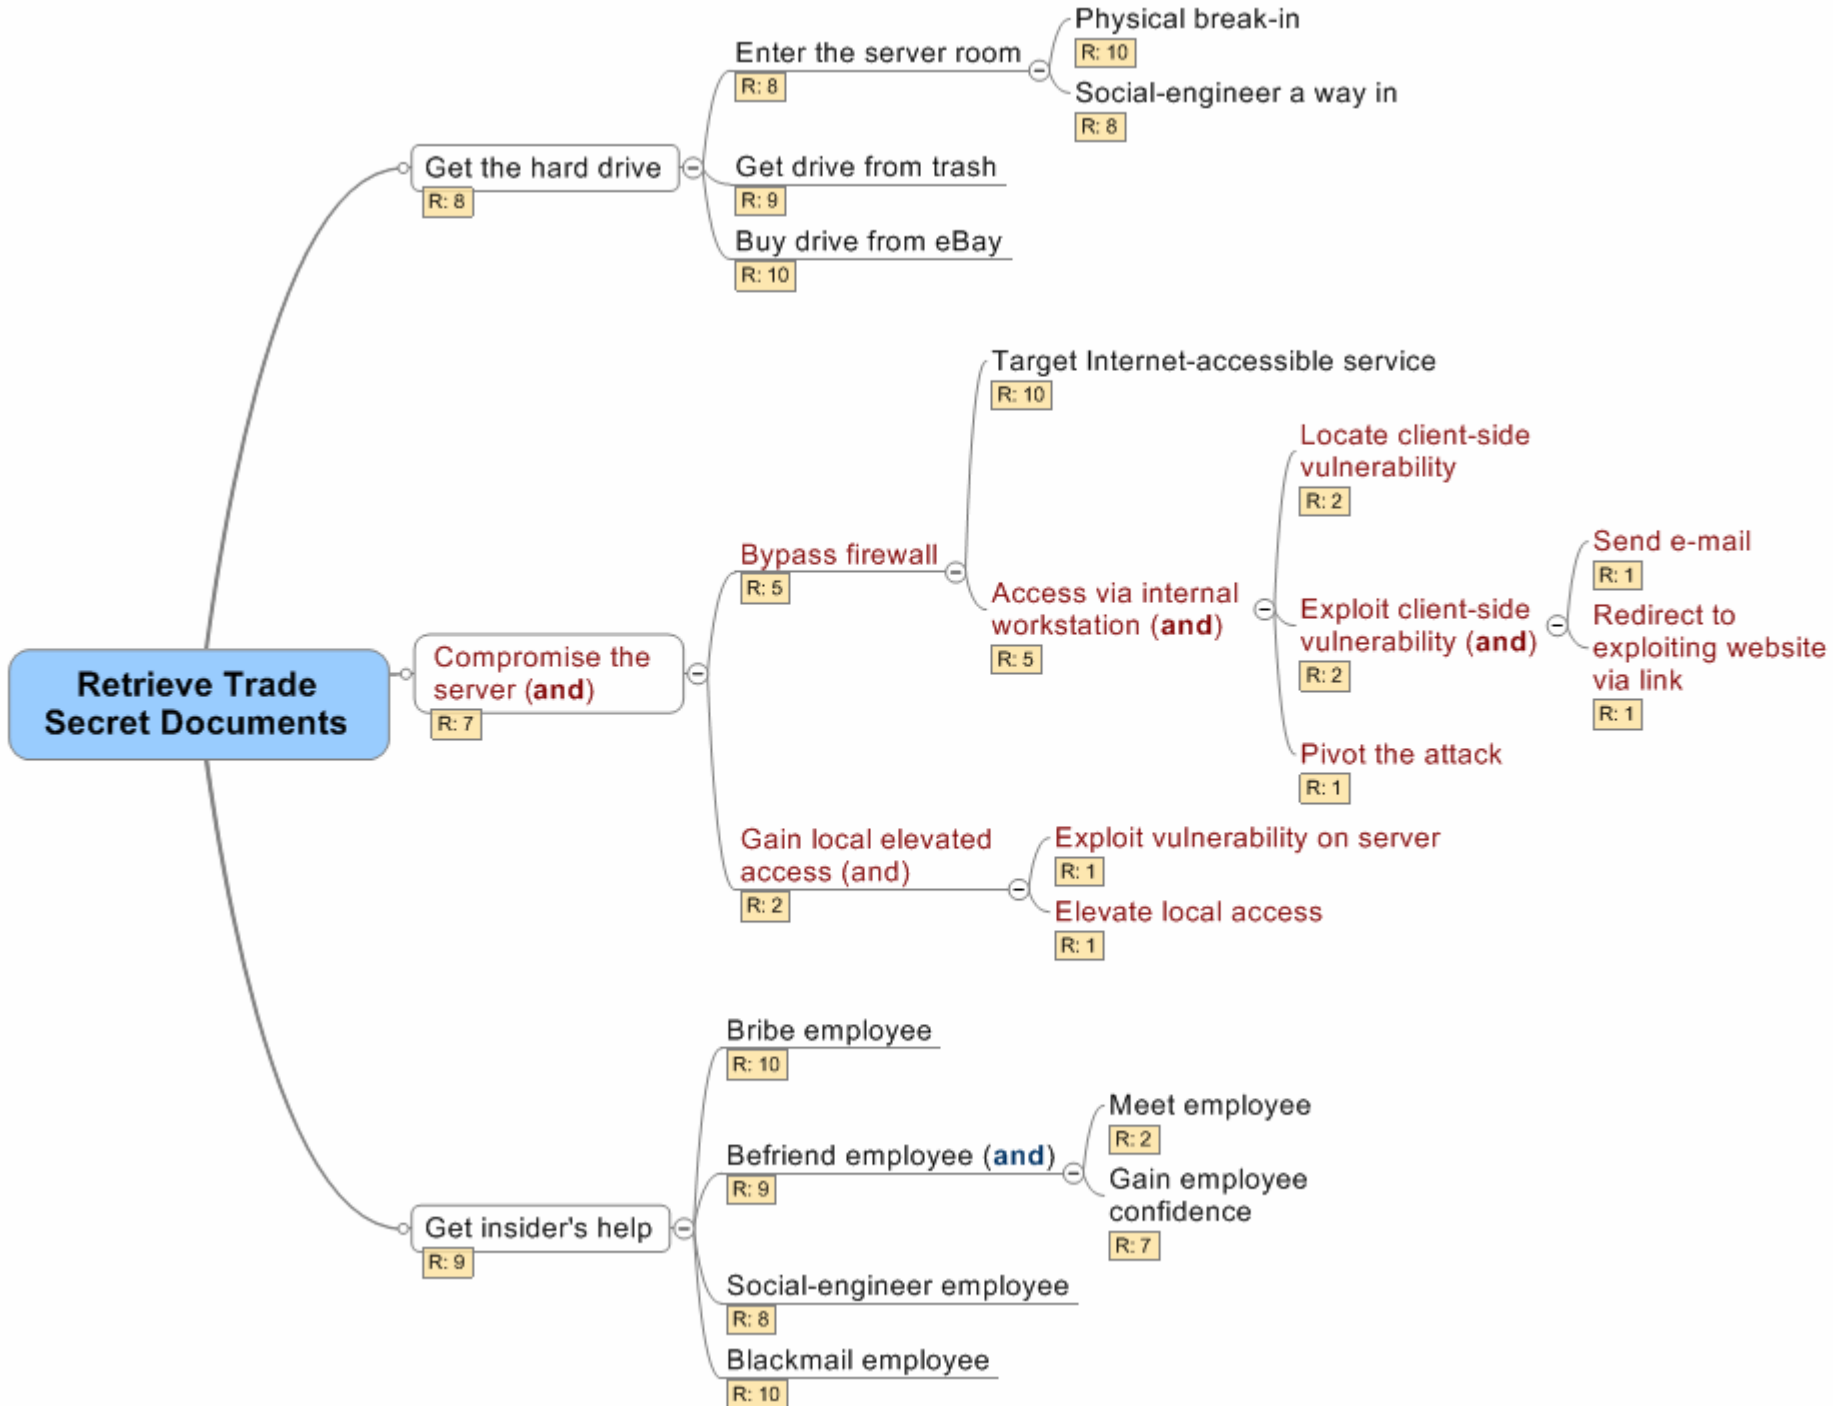 Physical break-in
R: 10
Enter the server room
R: 8
Social-engineer a way in
R: 8
Get the hard drive
R: 8
Get drive from trash
R: 9
Buy drive from eBay
R: 10
Target Internet-accessible service
R: 10
Locate client-side
vulnerability
R: 2
Bypass firewall
R: 5
Access via internal
workstation (and)
R: 5
Exploit client-side
vulnerability (and)
R: 2
Send e-mail
R: 1
Redirect to
exploiting website
via link
R: 1
Retrieve Trade
Secret Documents
Compromise the
server (and)
R: 7
Pivot the attack
R: 1
Gain local elevated
access (and)
R: 2
Exploit vulnerability on server
R: 1
Elevate local access
R: 1
Bribe employee
R: 10
Befriend employee (and)
R: 9
Meet employee
R: 2
Gain employee
confidence
R: 7
Get insider's help
R: 9
Social-engineer employee
R: 8
Blackmail employee
R: 10